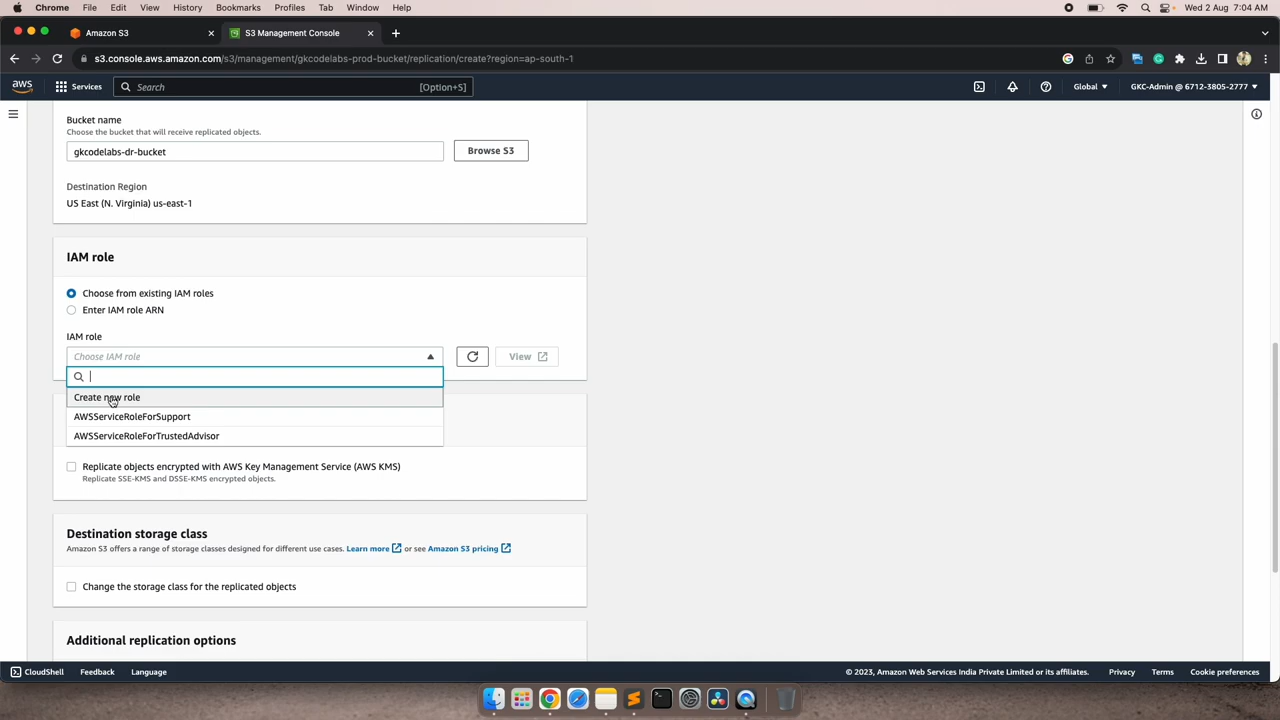 Chrome File Edit View History Bookmarks Profiles Tab Window Help Wed 2 Aug 7:04 AM
Amazon S3 S3 Management Console
s3.console.aws.amazon.com/s3/management/gkcodelabs-prod-bucket/replication/create?region=ap-south-1
aws Services Search [Option+S] Global GKC-Admin @ 6712-3805-2777
Bucket name
Choose the bucket that will receive replicated objects.
gkcodelabs-dr-bucket Browse S3
Destination Region
US East (N. Virginia) us-east-1
IAM role
Choose from existing IAM roles
Enter IAM role ARN
IAM role
Choose IAM role View
Create new role
AWSServiceRoleForSupport
AWSServiceRoleForTrustedAdvisor
Replicate objects encrypted with AWS Key Management Service (AWS KMS)
Replicate SSE-KMS and DSSE-KMS encrypted objects.
Destination storage class
Amazon S3 offers a range of storage classes designed for different use cases. Learn more or see Amazon S3 pricing
Change the storage class for the replicated objects
Additional replication options
CloudShell Feedback Language © 2023, Amazon Web Services India Private Limited or its affiliates. Privacy Terms Cookie preferences